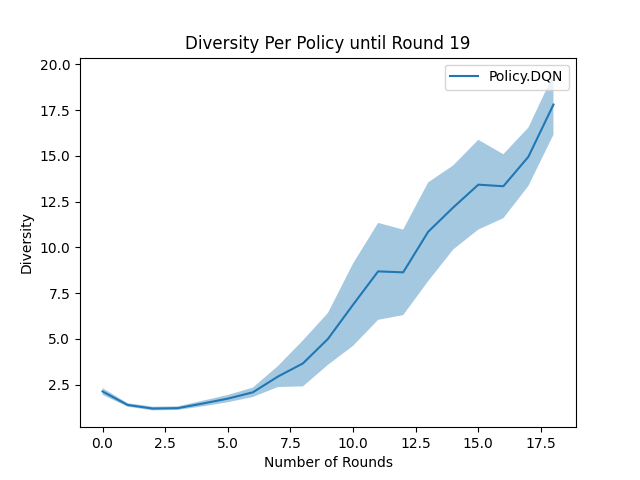 Diversity Per Policy until Round 19
Policy.DQN
20.0
17.5
15.0
12.5
10.0
7.5
5.0
2.5
Diversity
0.0 2.5 5.0 7.5 10.0 12.5 15.0 17.5
Number of Rounds